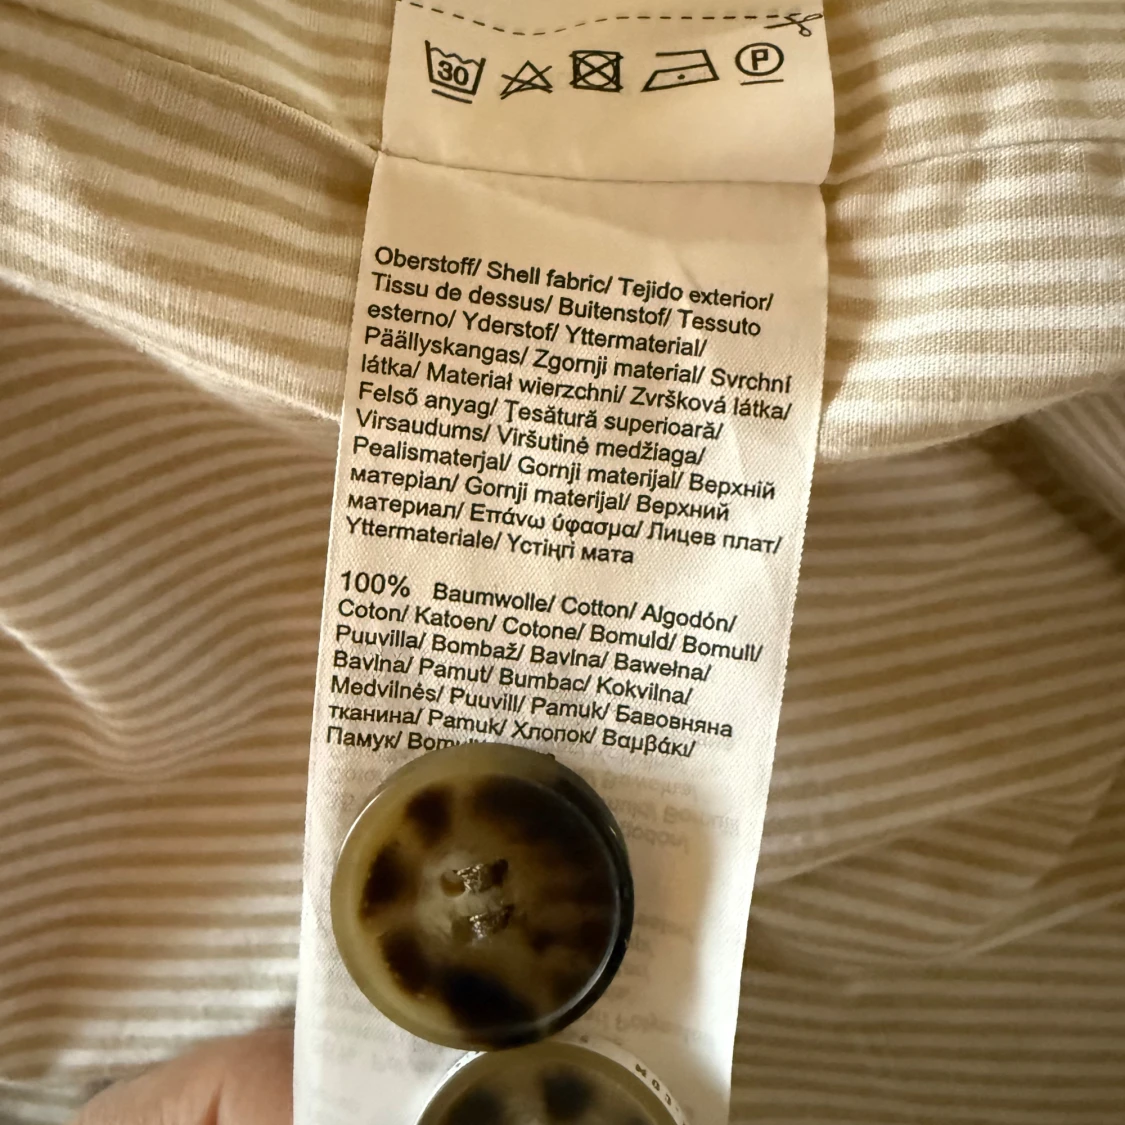 30
P
Oberstoff/ Shell fabric/ Tejido exterior/
Tissu de dessus/ Buitenstof/ Tessuto
esterno/ Yderstof/ Yttermaterial/
Päällyskangas/ Zgornji material/ Svrchní
látka/ Materiał wierzchni/ Zvršková látka/
Felső anyag/ Ţesătură superioară/
Virsaudums/ Viršutinė medžiaga/
Pealismaterjal/ Gornji materijal/ Верхній
матеріал/ Gornji materijal/ Верхний
материал/ Επάνω ύφασμα/ Лицев плат/
Yttermateriale/ Үстіңгі мата
100% Baumwolle/ Cotton/ Algodón/
Coton/ Katoen/ Cotone/ Bomuld/ Bomull/
Puuvilla/ Bombaž/ Bavlna/ Bawełna/
Bavlna/ Pamut/ Bumbac/ Kokvilna/
Medvilnės/ Puuvill/ Pamuk/ Бавовняна
тканина/ Pamuk/ Хлопок/ Βαμβάκι/
Памук/